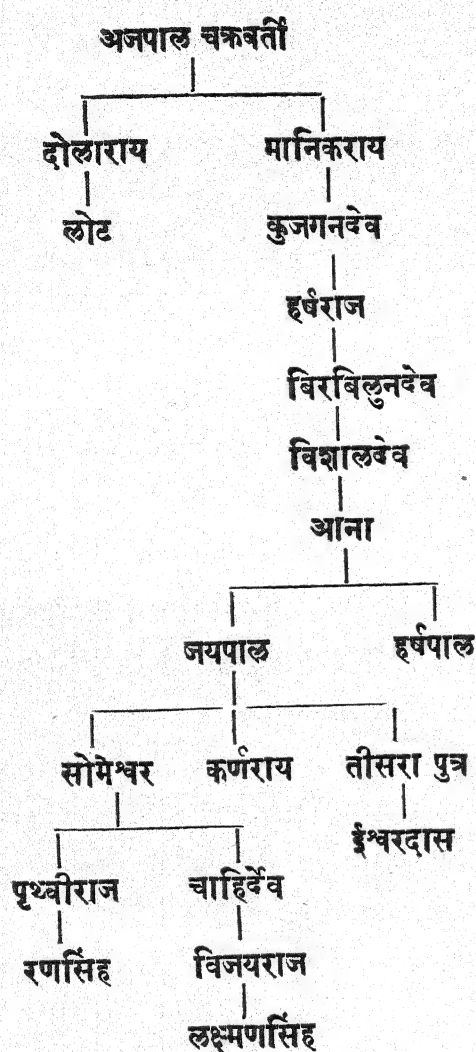 अजपाल चक्रबर्ती
दोलाराय मानिकराय
लोट कुजगनदेव
हर्षराज
बिरबिलुनदेव
विशालदेव
आना
जयपाल हर्षपाल
सोमेश्वर कर्णराय तीसरा पुत्र
ईश्वरदास
पृथ्वीराज चाहिर्देव
रणसिंह विजयराज
लक्ष्मणसिंह